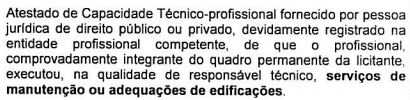 Atestado de Capacidade Técnico-profissional fornecido por pessoa
jurídica de direito público ou privado, devidamente registrado na
entidade profissional competente, de que o profissional,
comprovadamente integrante do quadro permanente da licitante,
executou, na qualidade de responsável técnico, serviços de
manutenção ou adequações de edificações.